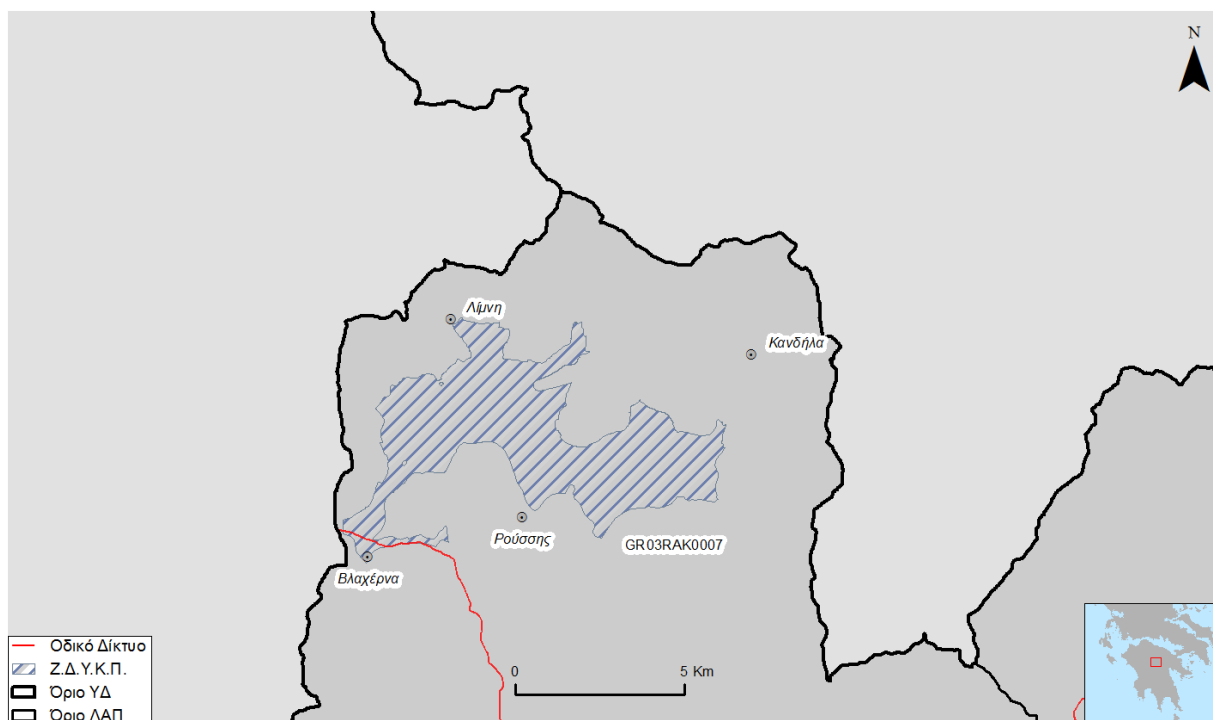 N
Λίμνη
Κανδήλα
Ρούσσης
GR03RAK0007
Βλαχέρνα
Οδικό Δίκτυο
Ζ.Δ.Υ.Κ.Π.
Όριο ΥΔ
Όριο ΛΑΠ
0 5 Km